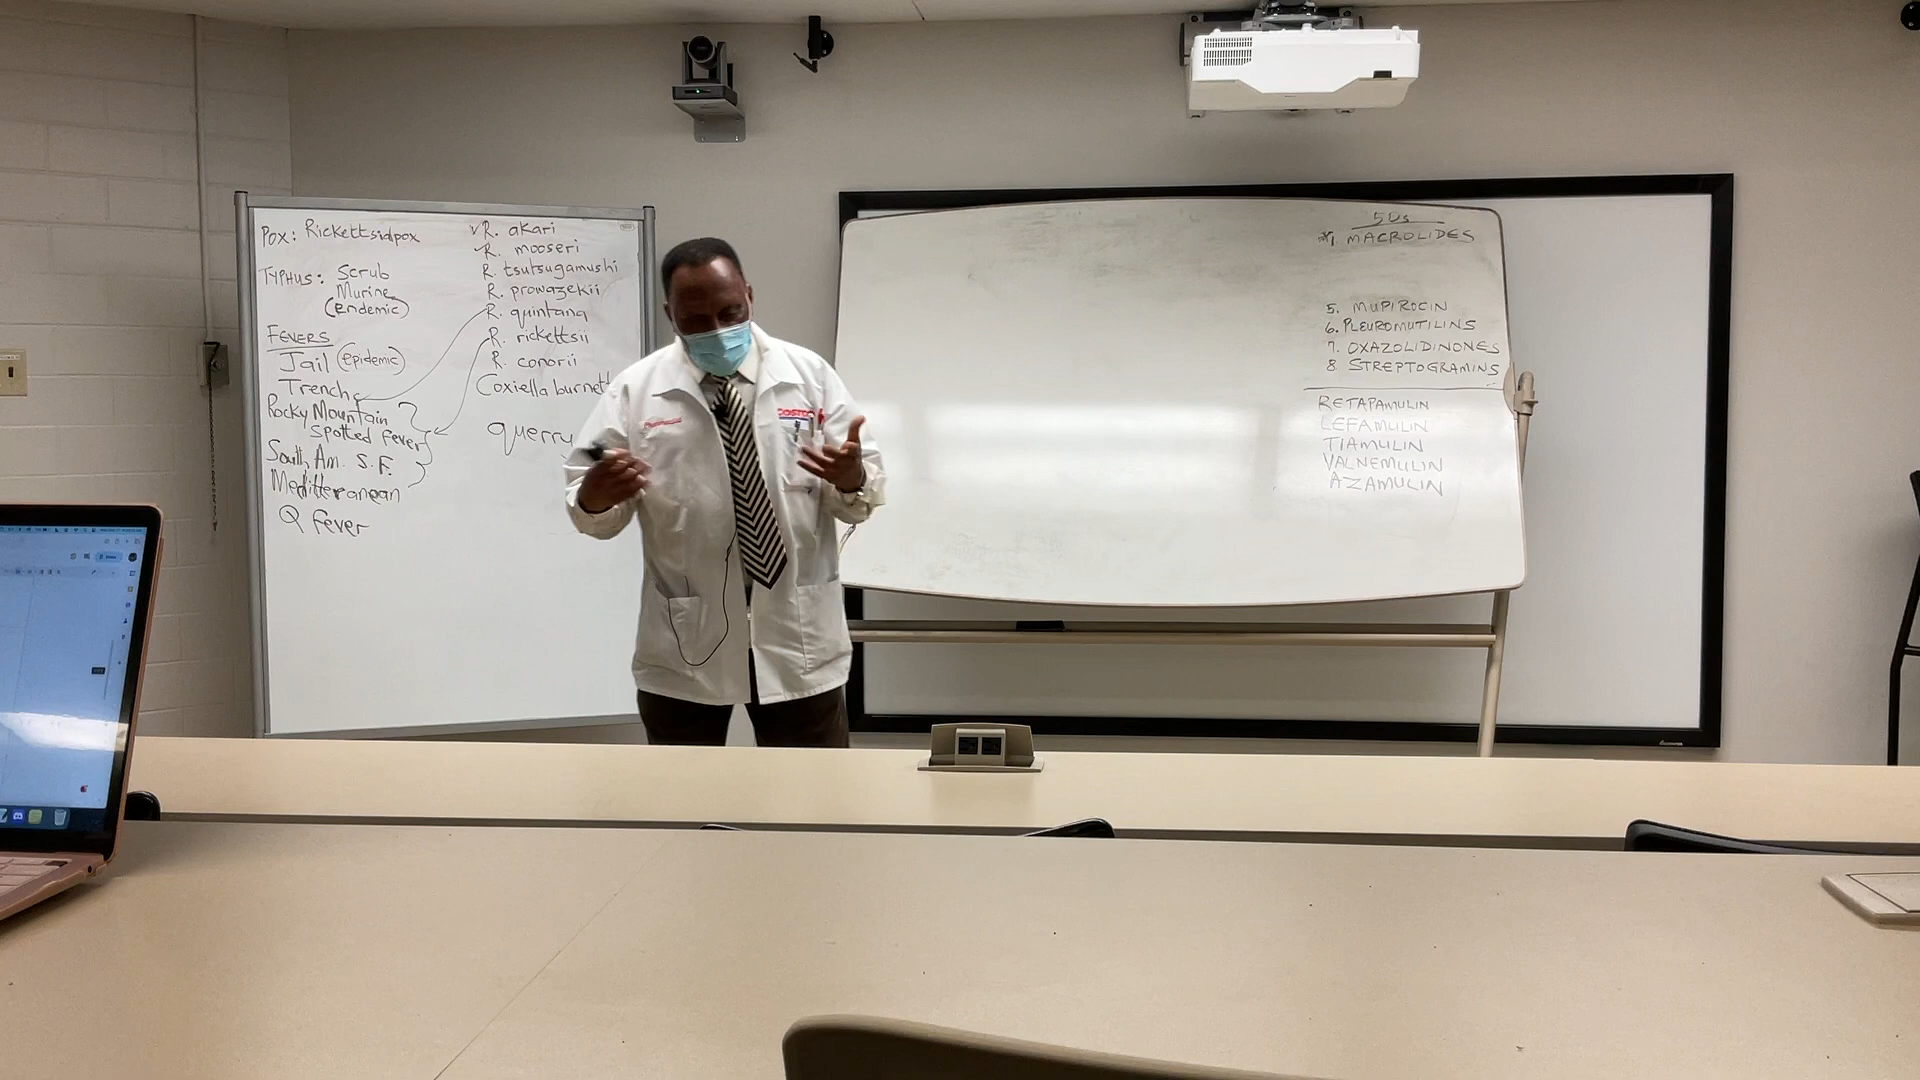 POX: Rickettsialpox
TYPHUS: Scrub
Murine
(endemic)
FEVERS
Jail (epidemic)
Trench
Rocky Mountain
Spotted Fever
South Am. S.F.
Mediterranean
Q Fever
R. akari
R. mooseri
R. tsutsugamushi
R. prowazekii
R. quintana
R. rickettsii
R. conorii
Coxiella burnet
querry
COSTCO
50s
*1 MACROLIDES
5. MUPIROCIN
6. PLEUROMUTILINS
7. OXAZOLIDINONES
8 STREPTOGRAMINS
RETAPAMULIN
LEFAMULIN
TIAMULIN
VALNEMULIN
AZAMULIN